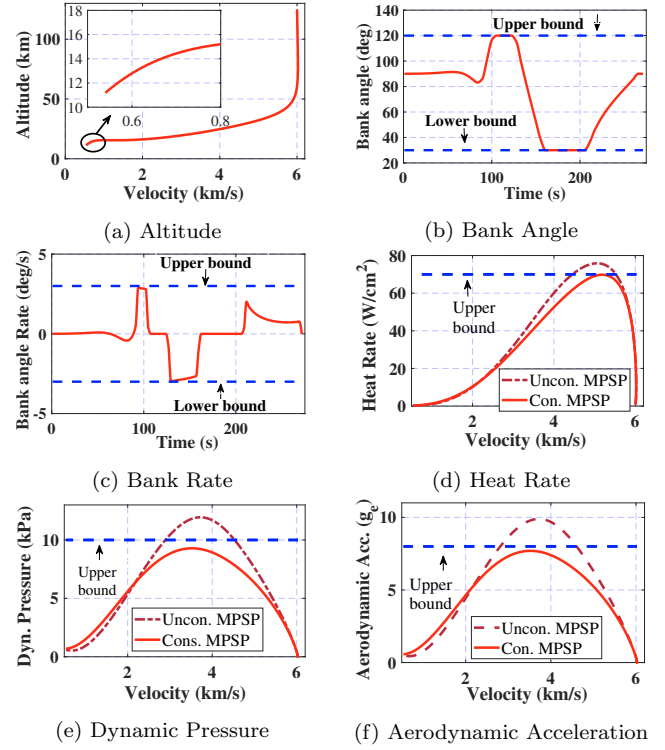 18
16
14
12
10
0.6
0.8
100
50
0
0
2
4
6
Altitude (km)
Velocity (km/s)
(a) Altitude
140
120
100
80
60
40
20
0
100
200
Bank angle (deg)
Upper bound
Lower bound
Time (s)
(b) Bank Angle
5
0
-5
0
100
200
Bank angle Rate (deg/s)
Upper bound
Lower bound
Time (s)
(c) Bank Rate
80
60
40
20
0
2
4
6
Heat Rate (W/cm²)
Upper
bound
Uncon. MPSP
Con. MPSP
Velocity (km/s)
(d) Heat Rate
10
5
0
2
4
6
Dyn. Pressure (kPa)
Upper
bound
Uncon. MPSP
Cons. MPSP
Velocity (km/s)
(e) Dynamic Pressure
10
5
0
2
4
6
Aerodynamic Acc. (gₑ)
Upper
bound
Uncon. MPSP
Con. MPSP
Velocity (km/s)
(f) Aerodynamic Acceleration